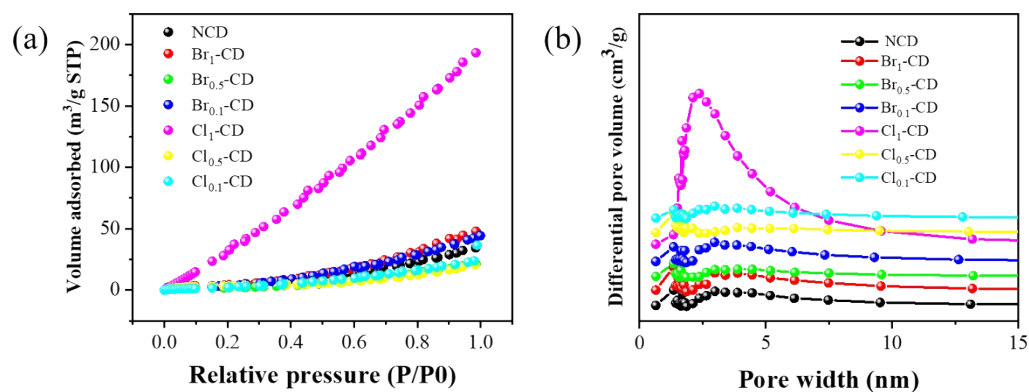 (a)
Volume adsorbed (m³/g STP)
200
150
100
50
0
NCD
Br₁-CD
Br₀.₅-CD
Br₀.₁-CD
Cl₁-CD
Cl₀.₅-CD
Cl₀.₁-CD
0.0 0.2 0.4 0.6 0.8 1.0
Relative pressure (P/P0)
(b)
Differential pore volume (cm³/g)
NCD
Br₁-CD
Br₀.₅-CD
Br₀.₁-CD
Cl₁-CD
Cl₀.₅-CD
Cl₀.₁-CD
0 5 10 15
Pore width (nm)